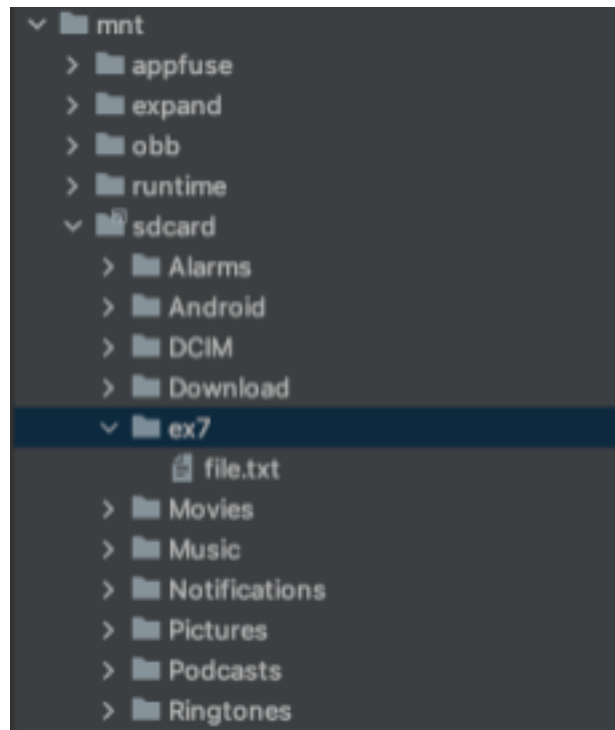 mnt
appfuse
expand
obb
runtime
sdcard
Alarms
Android
DCIM
Download
ex7
file.txt
Movies
Music
Notifications
Pictures
Podcasts
Ringtones